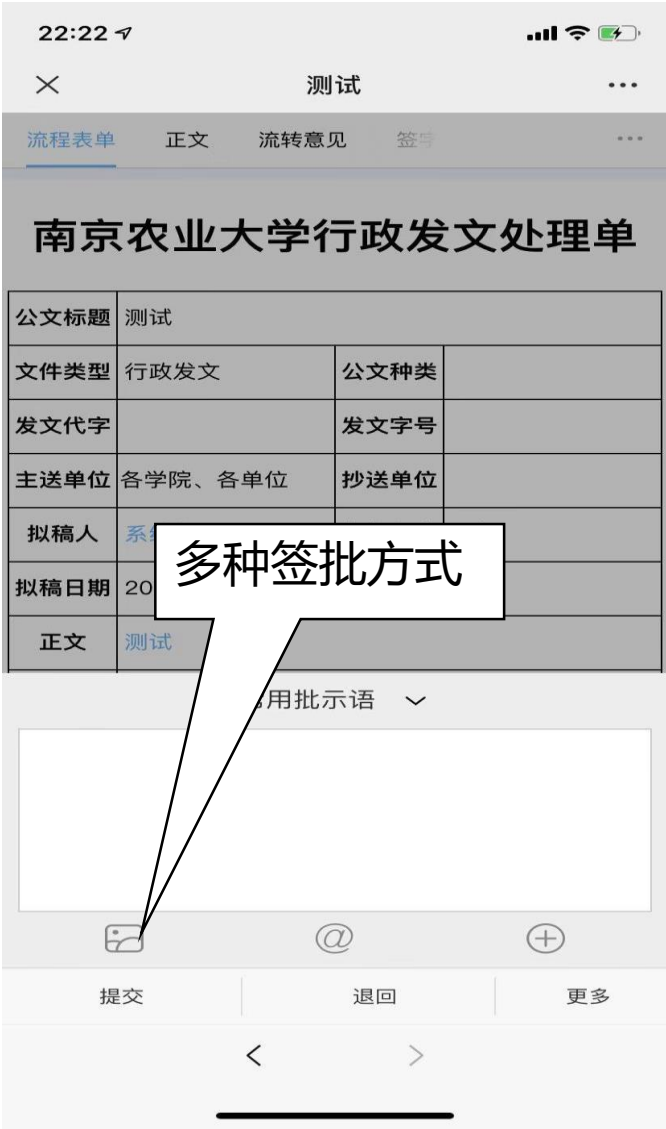 22:22
测试
流程表单 正文 流转意见 签字
南京农业大学行政发文处理单
公文标题 测试
文件类型 行政发文 公文种类
发文代字 发文字号
主送单位 各学院、各单位 抄送单位
拟稿人 系
多种签批方式
拟稿日期 20
正文 测试
用批示语
@
提交 退回 更多